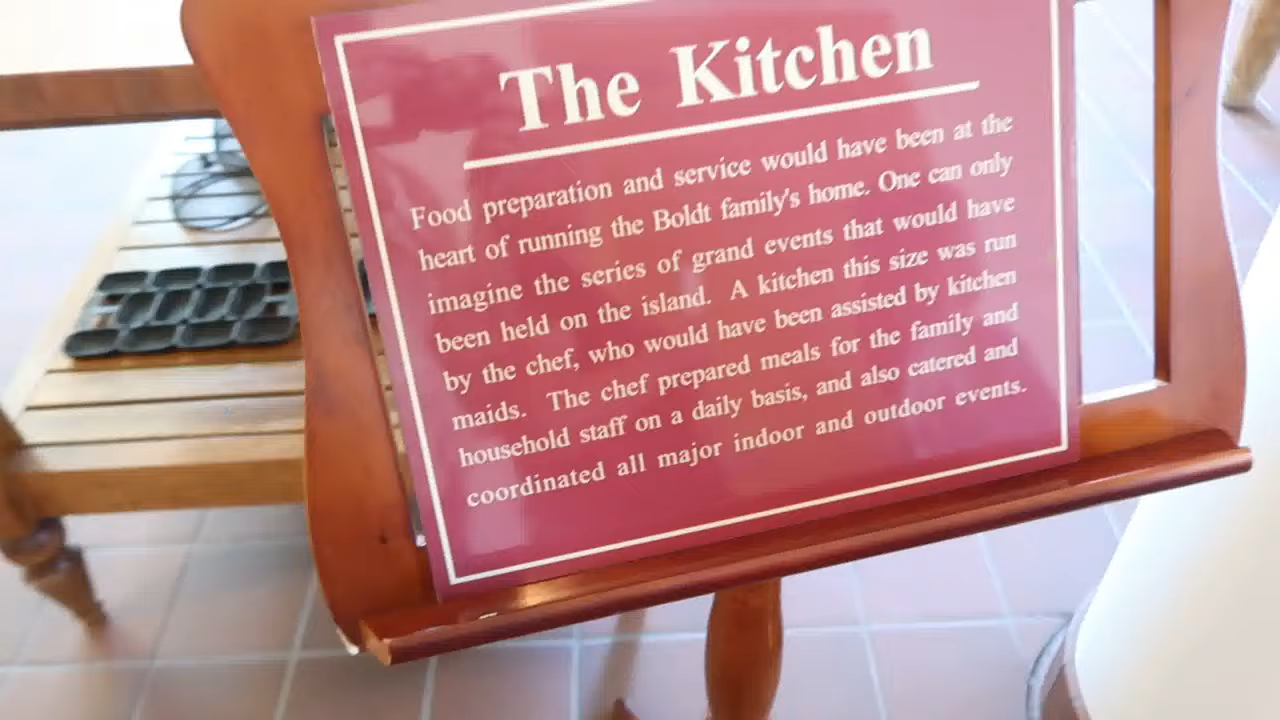 The Kitchen
Food preparation and service would have been at the
heart of running the Boldt family's home. One can only
imagine the series of grand events that would have
been held on the island. A kitchen this size was run
by the chef, who would have been assisted by kitchen
maids. The chef prepared meals for the family and
household staff on a daily basis, and also catered and
coordinated all major indoor and outdoor events.